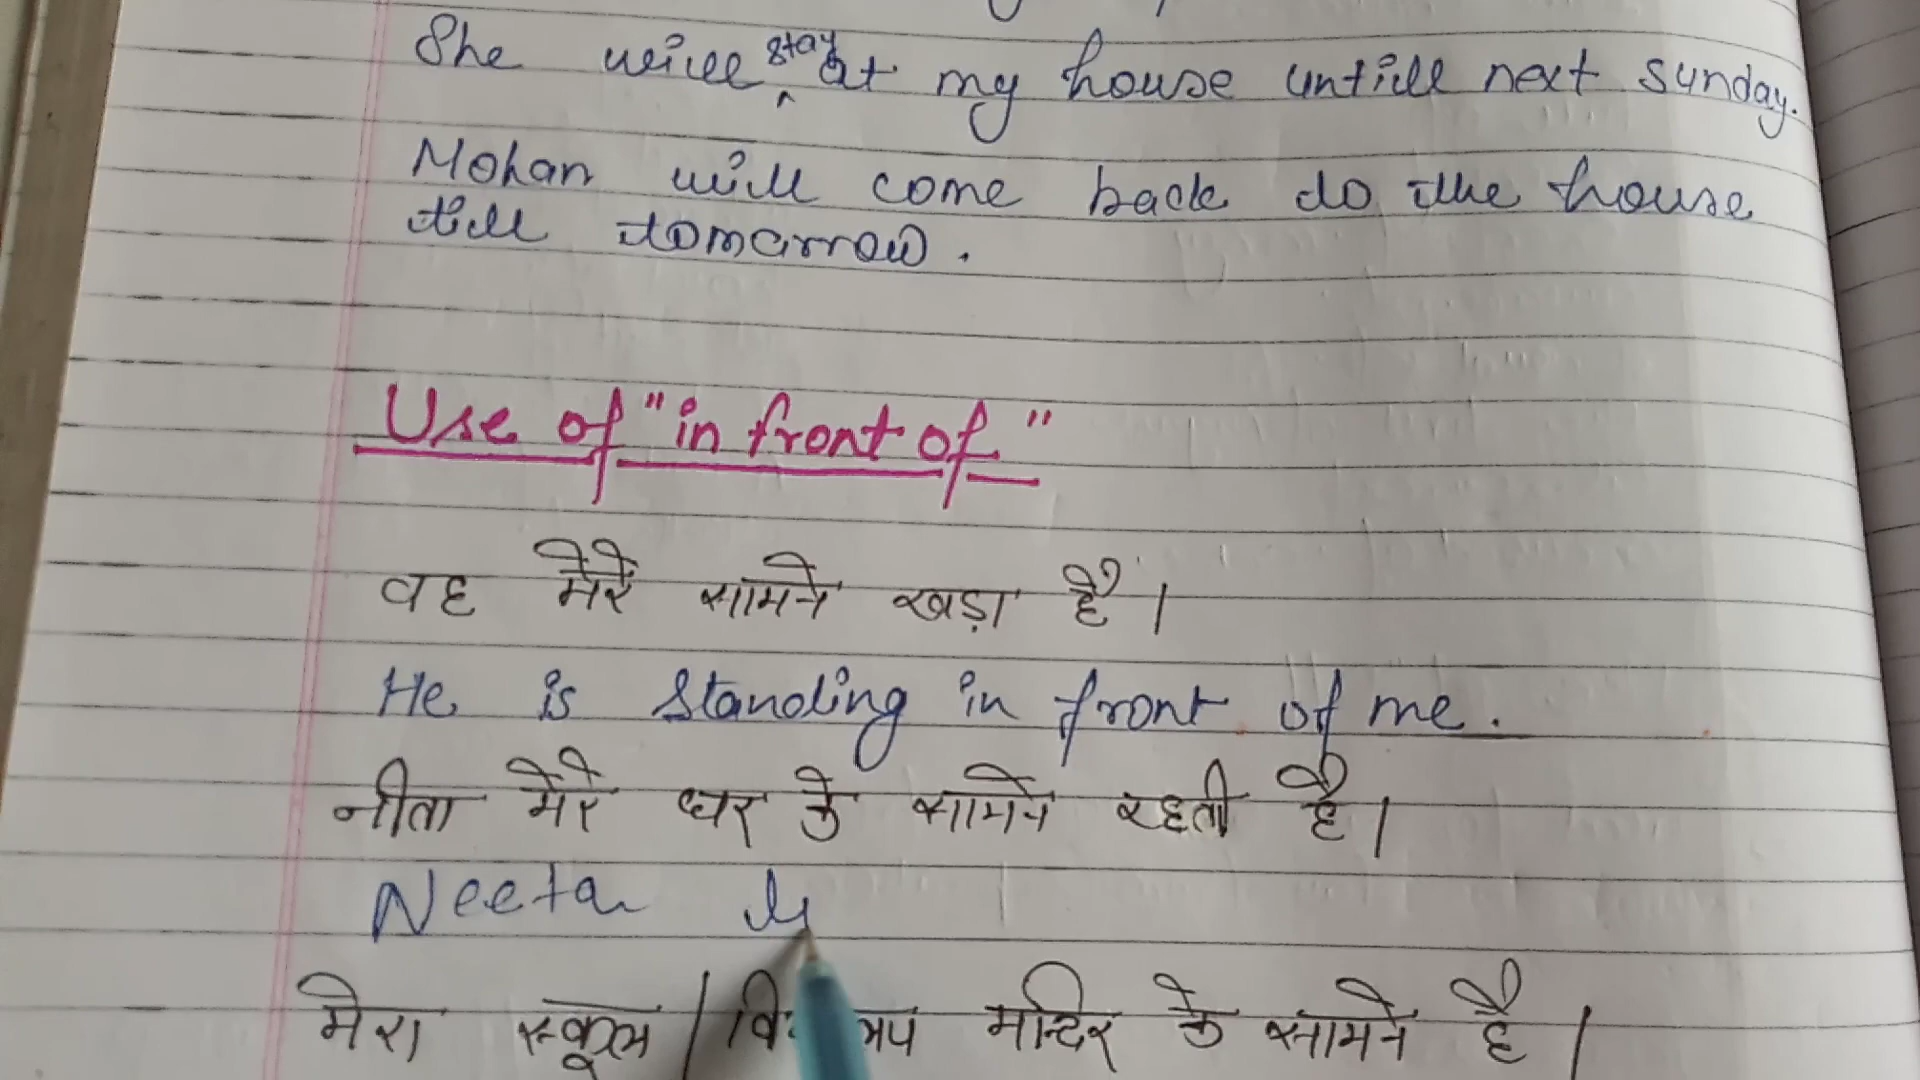 She will stay at my house untill next sunday.
Mohan will come back to the house
till tomarrow.
Use of "in front of"
वह मेरे सामने खड़ा है।
He is standing in front of me.
नीता मेरे घर के सामने रहती है।
Neeta
मेरा स्कूल / मन्दिर के सामने है।